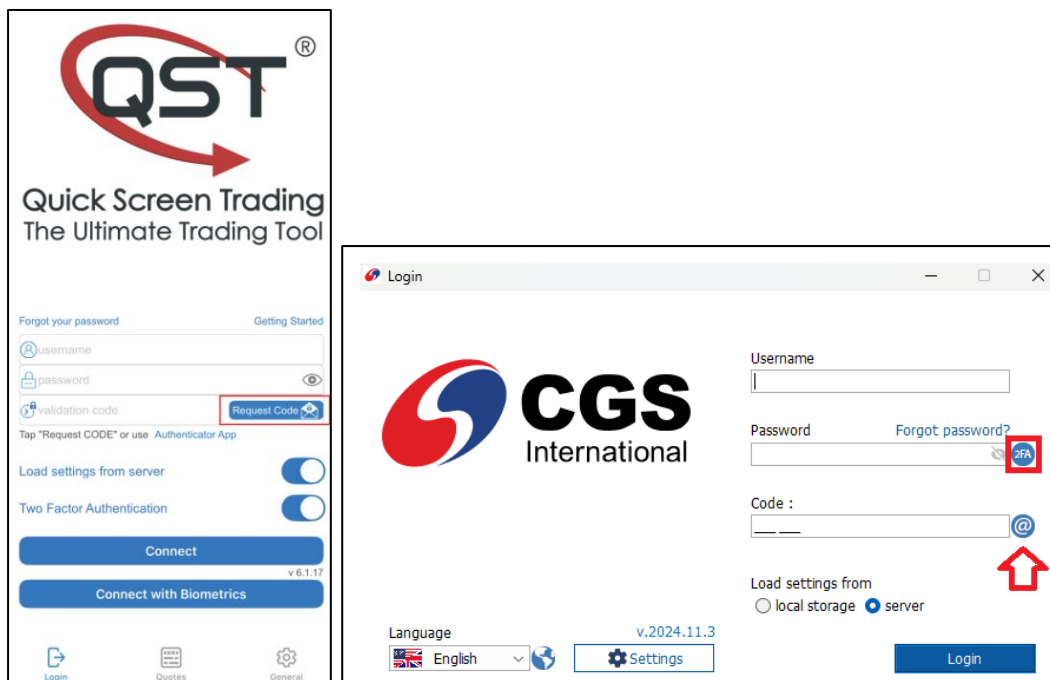 QST ®
Quick Screen Trading
The Ultimate Trading Tool
Forgot your password Getting Started
username
password
validation code Request Code
Tap "Request CODE" or use Authenticator App
Load settings from server
Two Factor Authentication
Connect
v 6.1.17
Connect with Biometrics
Login Quotes General
Login
CGS
International
Username
Password Forgot password?
2FA
Code :
@
Load settings from
local storage server
Language
English
v.2024.11.3
Settings
Login